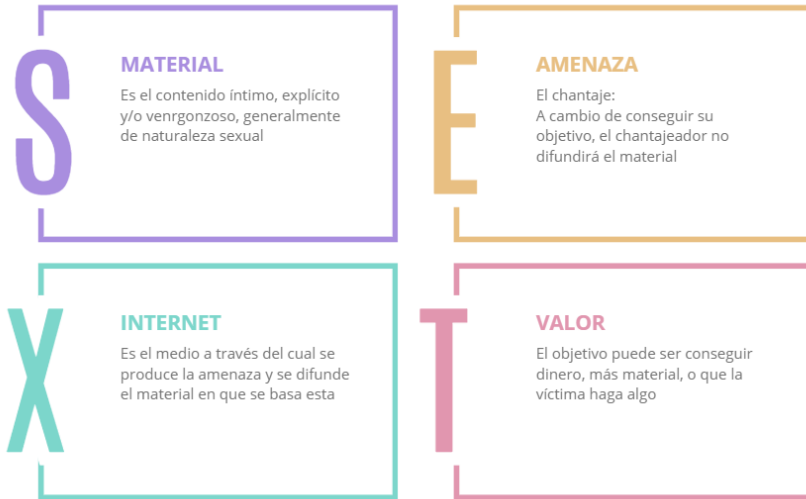 S
MATERIAL
Es el contenido íntimo, explícito
y/o venrgonzoso, generalmente
de naturaleza sexual
E
AMENAZA
El chantaje:
A cambio de conseguir su
objetivo, el chantajeador no
difundirá el material
X
INTERNET
Es el medio a través del cual se
produce la amenaza y se difunde
el material en que se basa esta
T
VALOR
El objetivo puede ser conseguir
dinero, más material, o que la
víctima haga algo